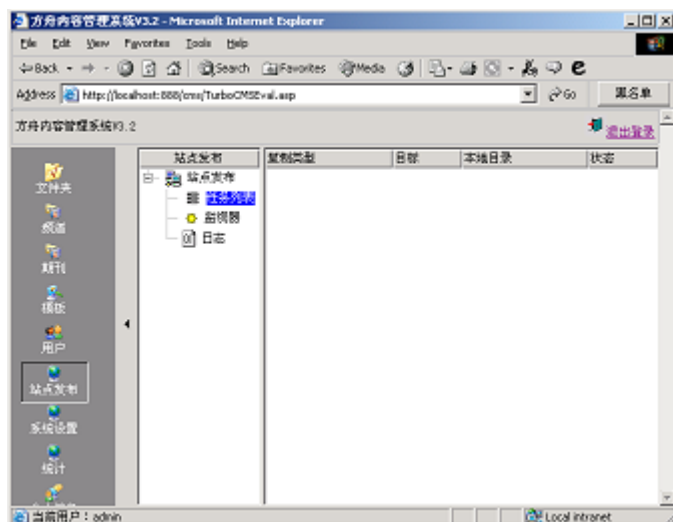 方舟内容管理系统V3.2 - Microsoft Internet Explorer
File Edit View Favorites Tools Help
Back Search Favorites Media
Address http://localhost:888/cms/TurboCMSEval.asp Go 黑名单
方舟内容管理系统V3.2 退出登录
站点发布 复制类型 目标 本地目录 状态
站点发布
任务列表
监视器
日志
文件夹
频道
期刊
模板
用户
站点发布
系统设置
统计
当前用户：admin Local intranet